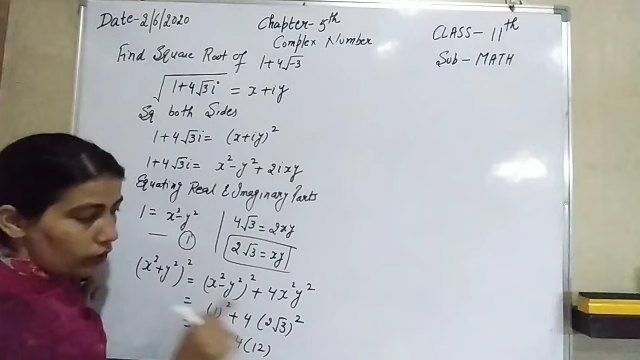 Date-2/6/2020
Chapter-5th
Complex Number
CLASS-11th
Sub-MATH
Find Square Root of 1+4√-3
√(1+4√3i) = x+iy
Sq both Sides
1+4√3i = (x+iy)²
1+4√3i = x²-y²+2ixy
Equating Real & Imaginary Parts
1 = x²-y² —①
4√3=2xy
2√3=xy
(x²+y²)² = (x²-y²)²+4x²y²
= (1)²+4(2√3)²
= 4(12)